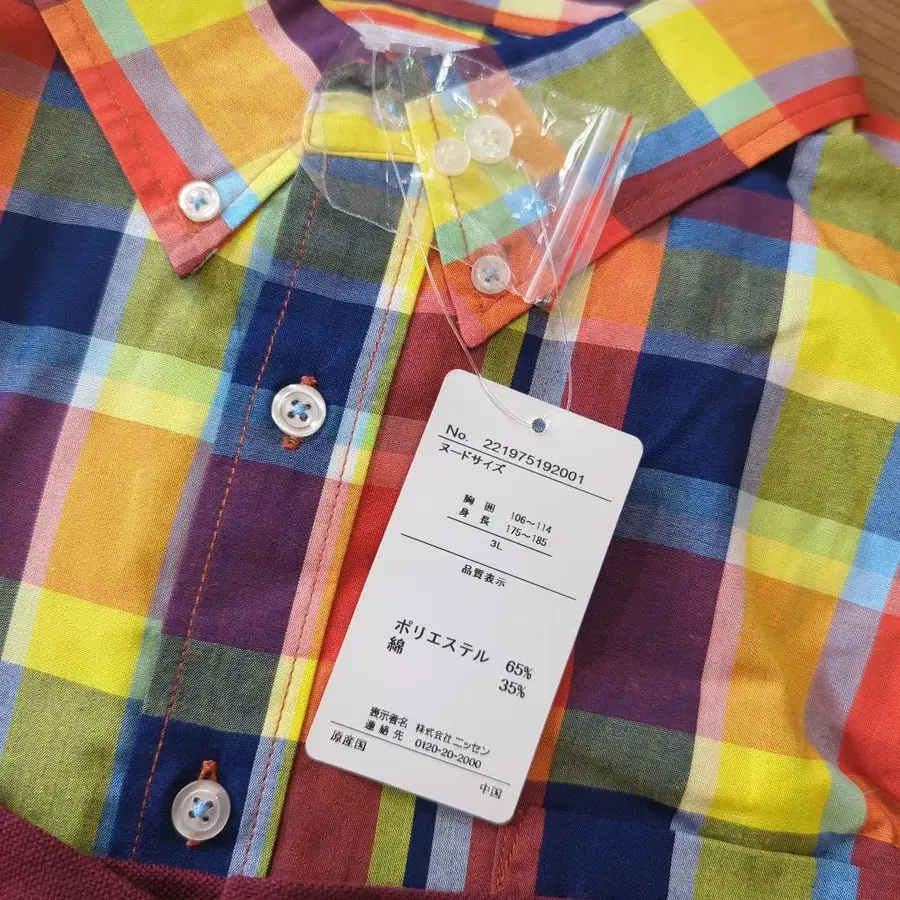 No. 221975192001
ヌードサイズ
胸囲 106〜114
身長 175〜185
3L
品質表示
ポリエステル 65%
綿 35%
表示者名 株式会社ニッセン
連絡先 0120-20-2000
原産国 中国